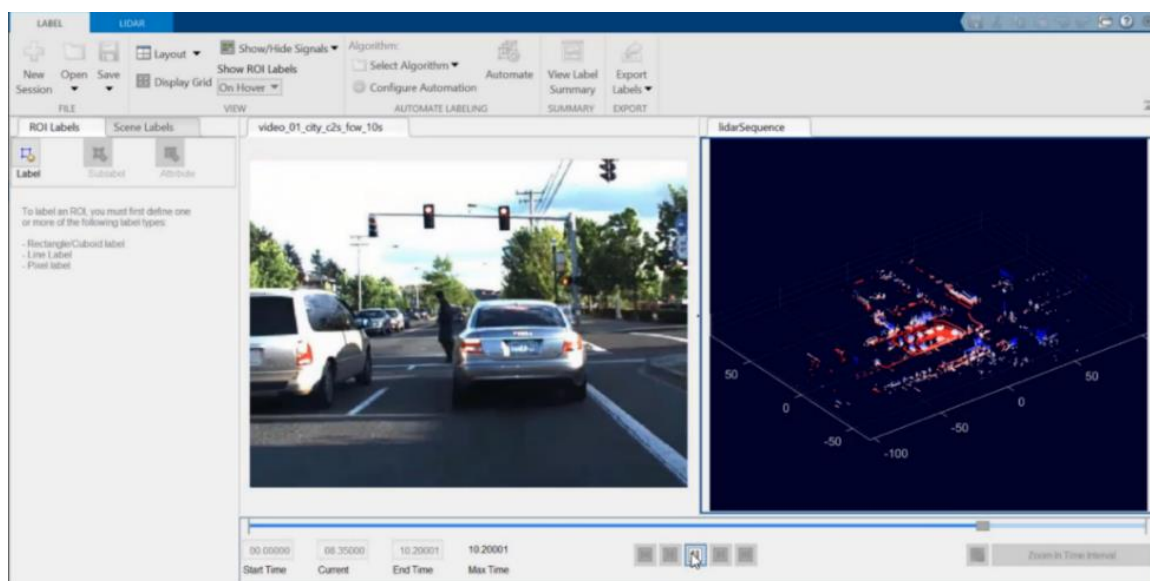 LABEL LIDAR
New Session
Open
Save
FILE
Layout
Display Grid
Show/Hide Signals
Show ROI Labels
On Hover
VIEW
Algorithm:
Select Algorithm
Configure Automation
Automate
AUTOMATE LABELING
View Label Summary
SUMMARY
Export Labels
EXPORT
ROI Labels Scene Labels
Label Sublabel Attribute
To label an ROI, you must first define one
or more of the following label types:
- Rectangle/Cuboid label
- Line Label
- Pixel label
video_01_city_c2s_fcw_10s
lidarSequence
50
0
-50
-100
-50
0
50
00.00000 08.35000 10.20001 10.20001
Start Time Current End Time Max Time
Zoom In Time Interval